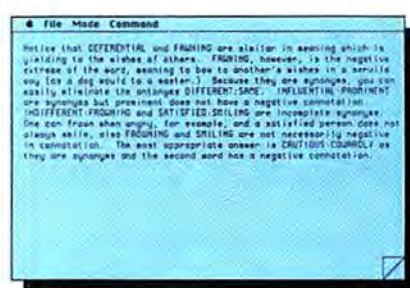 File Mode Command
Notice that DEFERENTIAL and FAWNING are similar in meaning which is
yielding to the wishes of others. FAWNING, however, is the negative
extreme of the word, meaning to bow to another's wishes in a servile
way (as a dog would to a master.) Because they are synonyms, you can
easily eliminate the antonyms DIFFERENT:SAME. INFLUENTIAL:PROMINENT
are synonyms but prominent does not have a negative connotation.
INDIFFERENT:FROWNING and SATISFIED:SMILING are incomplete synonyms.
One can frown when angry, for example, and a satisfied person does not
always smile, also FROWNING and SMILING are not necessarily negative
in connotation. The most appropriate answer is CAUTIOUS:COWARDLY as
they are synonyms and the second word has a negative connotation.